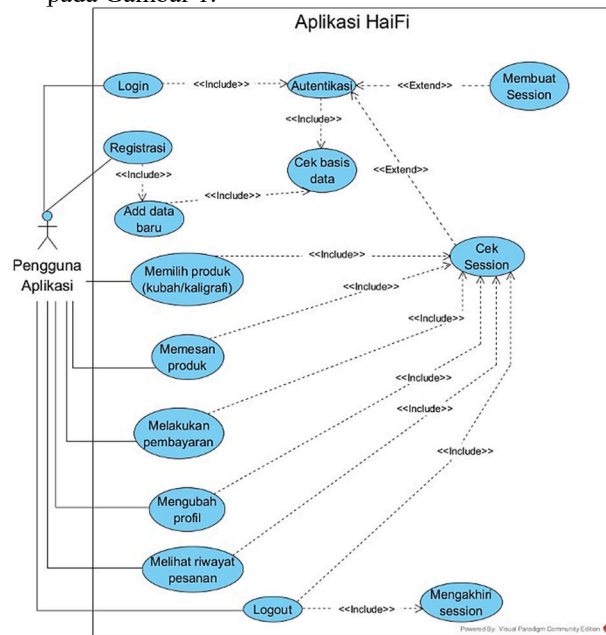 pada Gambar 1.
Aplikasi HaiFi
Login
<<Include>>
Autentikasi
<<Extend>>
Membuat
Session
<<Include>>
Registrasi
<<Include>>
Cek basis
data
<<Include>>
Add data
baru
<<Extend>>
Pengguna
Aplikasi
Memilih produk
(kubah/kaligrafi)
<<Include>>
Cek
Session
<<Include>>
Memesan
produk
<<Include>>
<<Include>>
Melakukan
pembayaran
<<Include>>
<<Include>>
Mengubah
profil
Melihat riwayat
pesanan
Logout
<<Include>>
Mengakhiri
session
Powered By: Visual Paradigm Community Edition